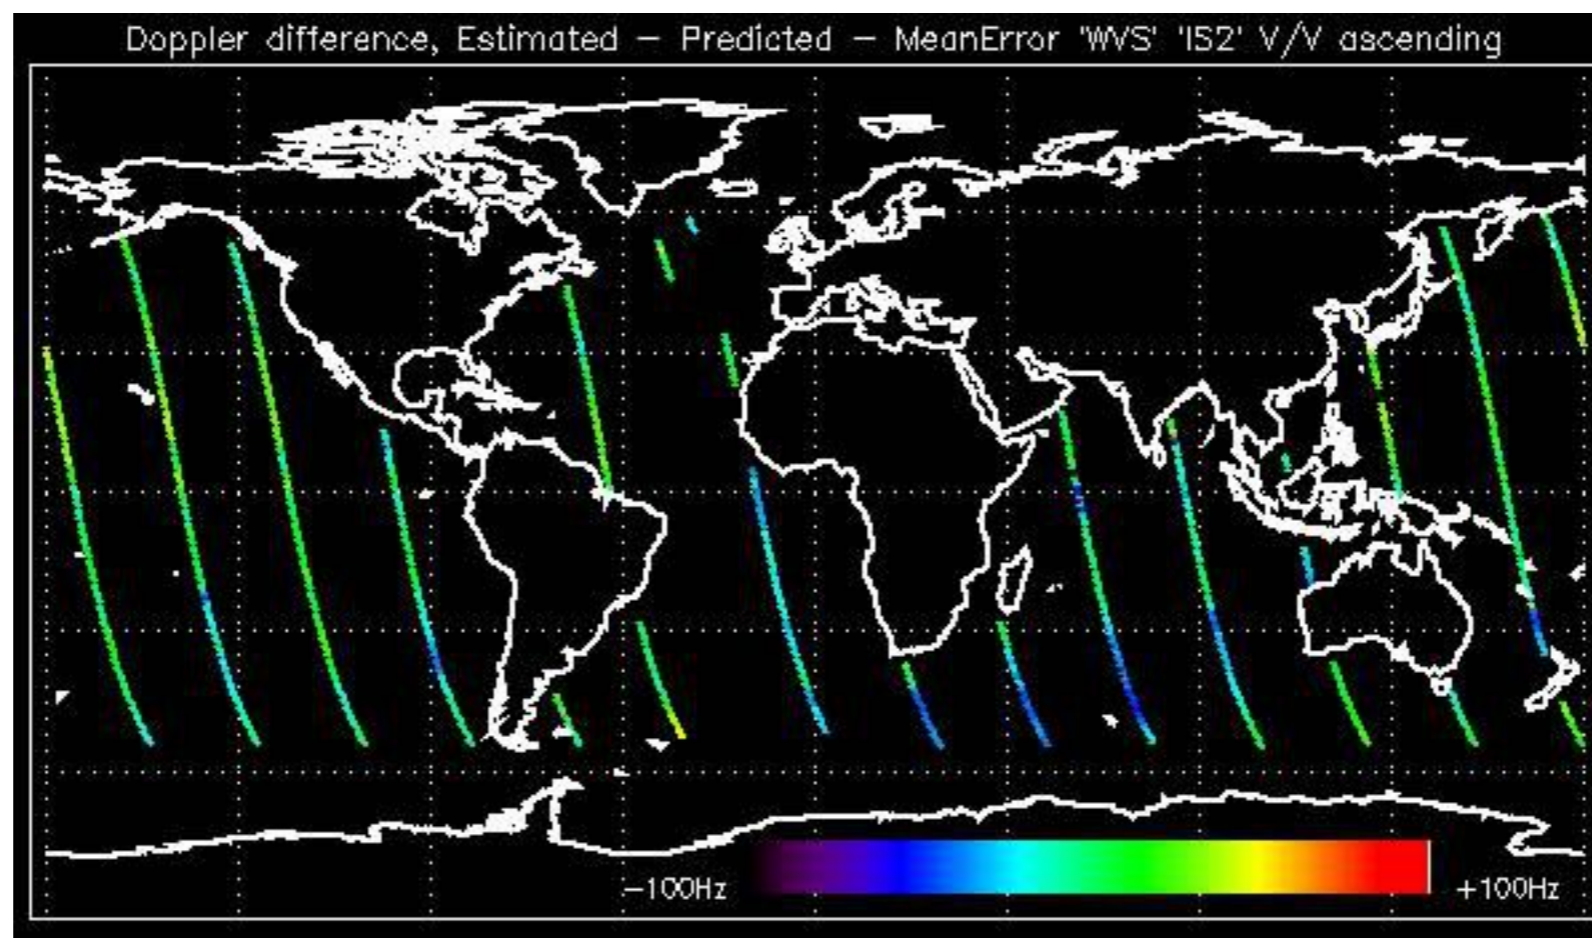 Doppler difference, Estimated – Predicted – MeanError 'WVS' 'IS2' V/V ascending
−100Hz
+100Hz